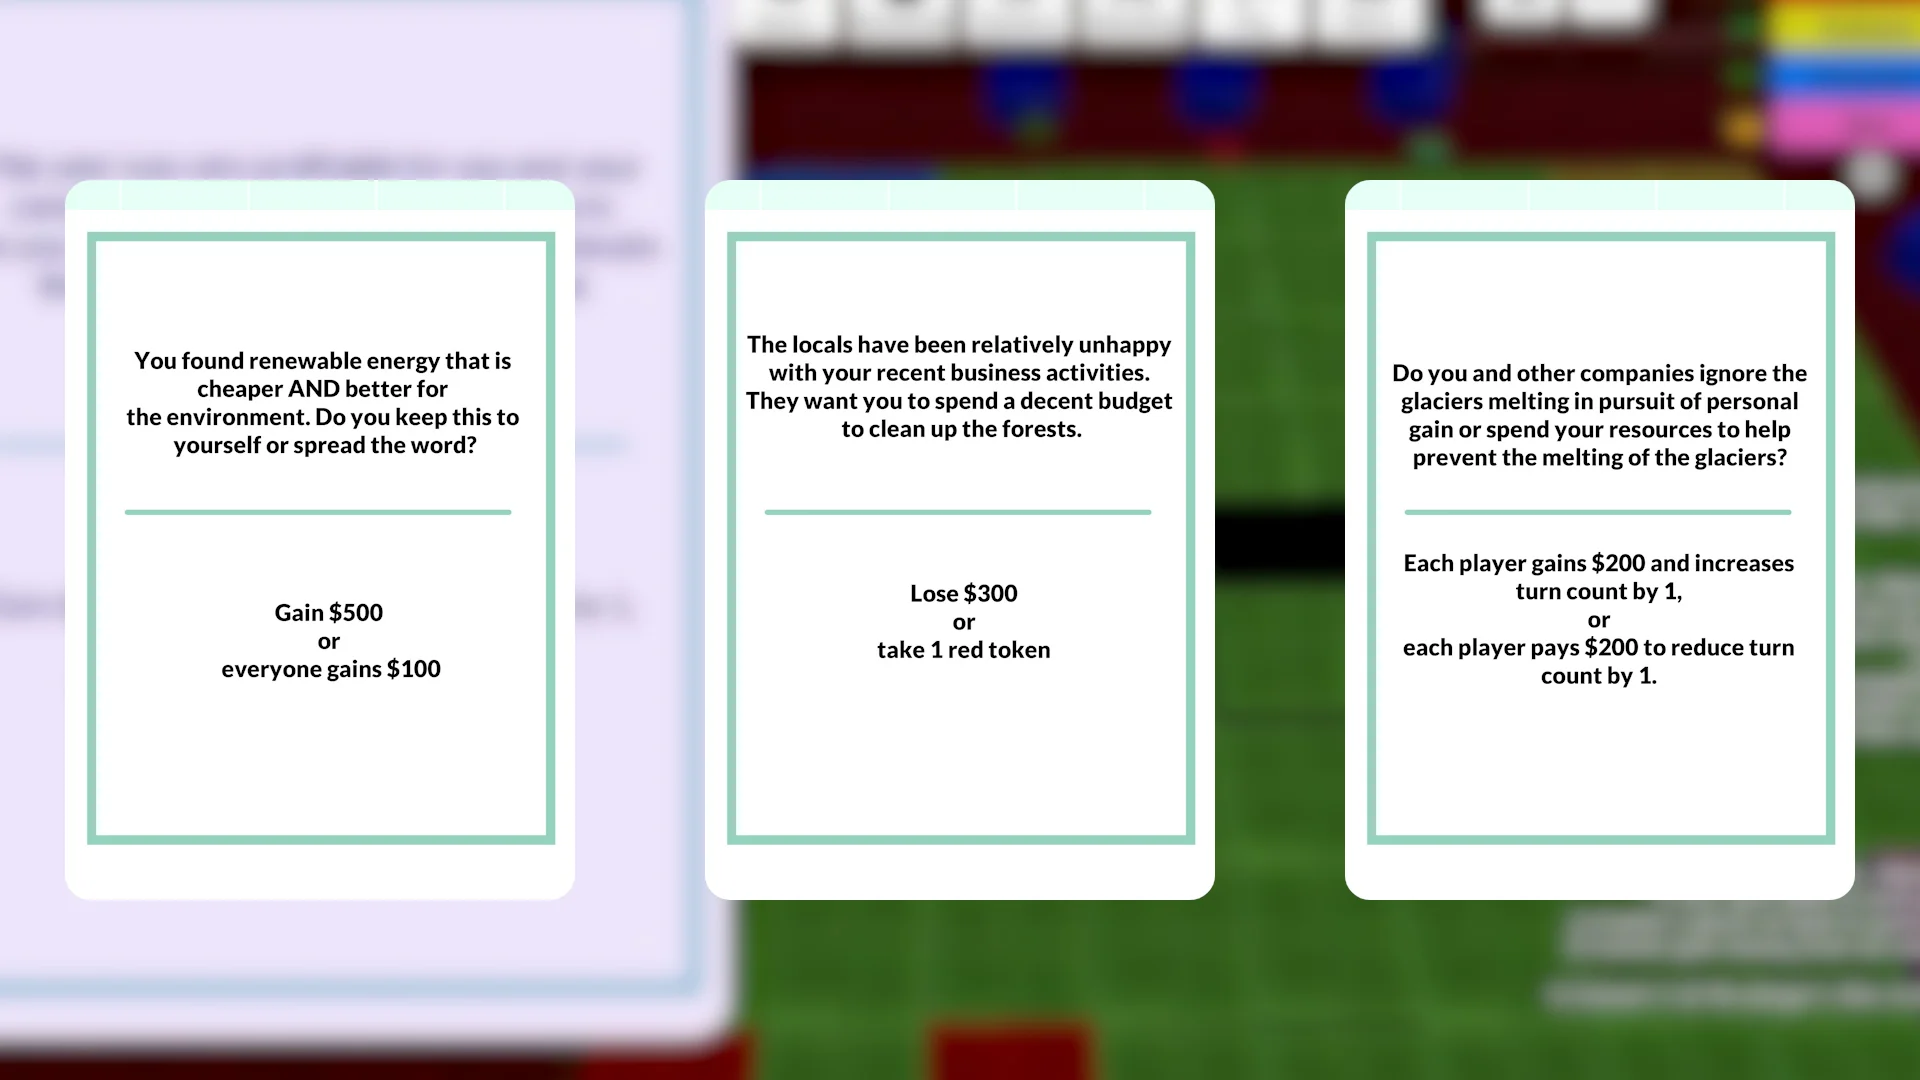 You found renewable energy that is
cheaper AND better for
the environment. Do you keep this to
yourself or spread the word?
Gain $500
or
everyone gains $100
The locals have been relatively unhappy
with your recent business activities.
They want you to spend a decent budget
to clean up the forests.
Lose $300
or
take 1 red token
Do you and other companies ignore the
glaciers melting in pursuit of personal
gain or spend your resources to help
prevent the melting of the glaciers?
Each player gains $200 and increases
turn count by 1,
or
each player pays $200 to reduce turn
count by 1.